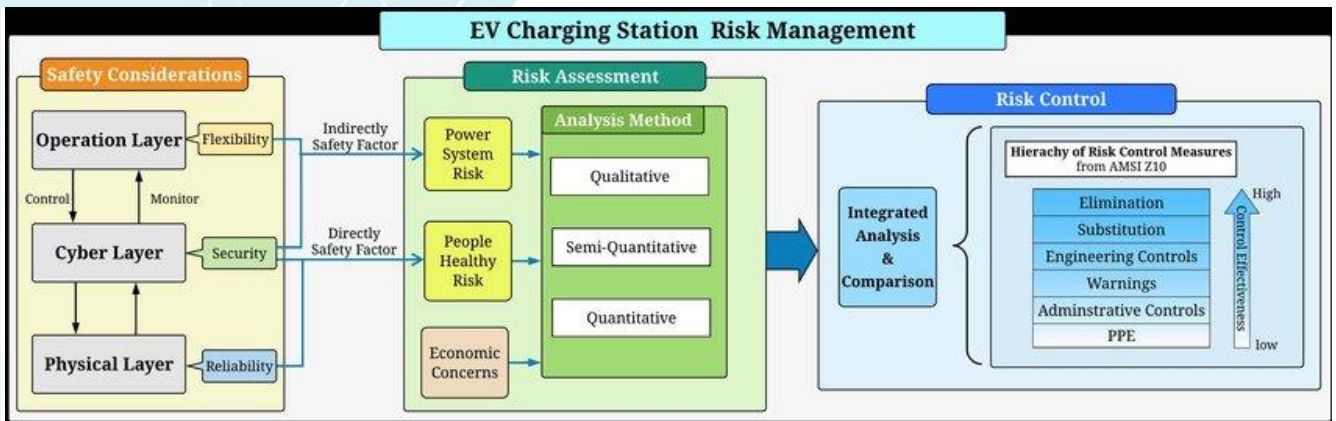 EV Charging Station Risk Management
Safety Considerations
Operation Layer
Flexibility
Control
Monitor
Cyber Layer
Security
Physical Layer
Reliability
Indirectly
Safety Factor
Directly
Safety Factor
Risk Assessment
Power
System
Risk
People
Healthy
Risk
Economic
Concerns
Analysis Method
Qualitative
Semi-Quantitative
Quantitative
Risk Control
Integrated
Analysis
&
Comparison
Hierachy of Risk Control Measures
from AMSI Z10
Elimination
Substitution
Engineering Controls
Warnings
Adminstrative Controls
PPE
High
Control Effectiveness
low